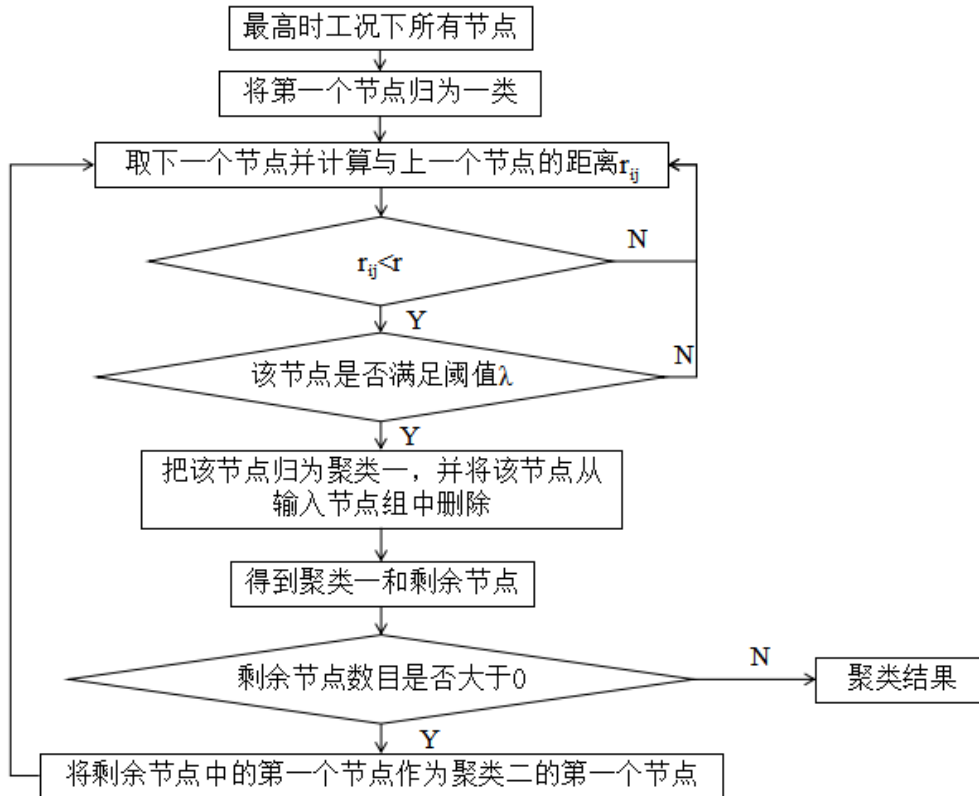 最高时工况下所有节点
将第一个节点归为一类
取下一个节点并计算与上一个节点的距离rij
rij<r
N
Y
该节点是否满足阈值λ
N
Y
把该节点归为聚类一，并将该节点从
输入节点组中删除
得到聚类一和剩余节点
剩余节点数目是否大于0
N
聚类结果
Y
将剩余节点中的第一个节点作为聚类二的第一个节点